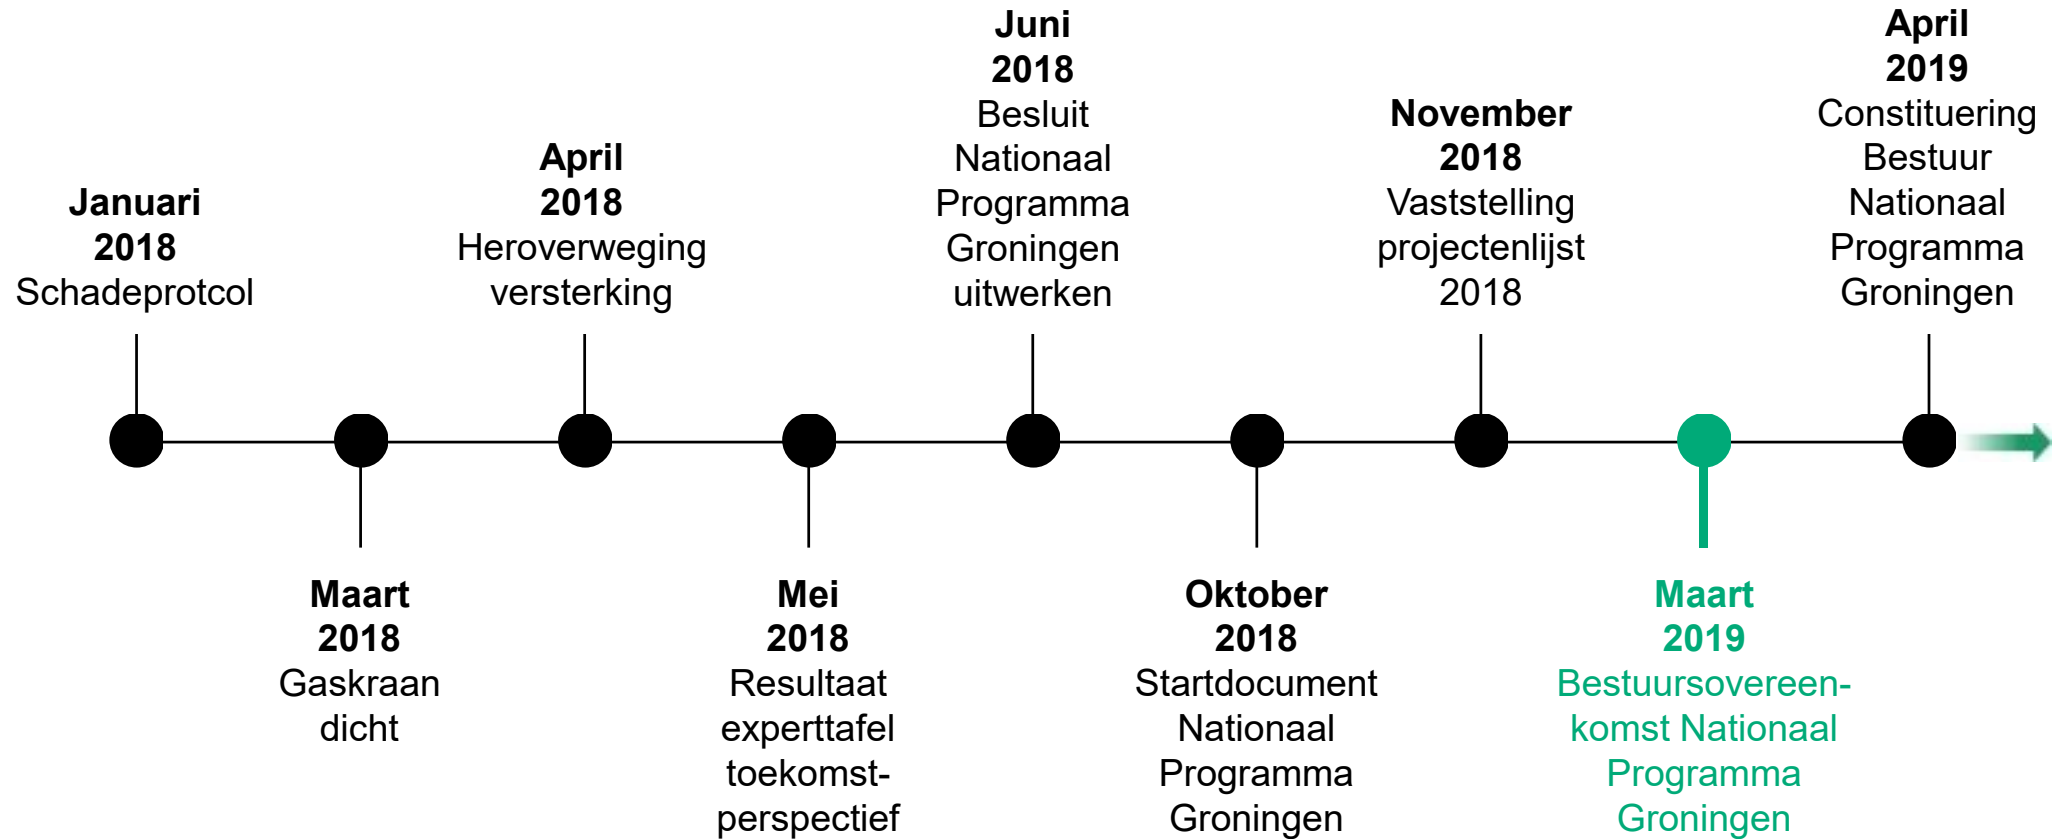 Januari
2018
Schadeprotcol
Maart
2018
Gaskraan
dicht
April
2018
Heroverweging
versterking
Mei
2018
Resultaat
experttafel
toekomst-
perspectief
Juni
2018
Besluit
Nationaal
Programma
Groningen
uitwerken
Oktober
2018
Startdocument
Nationaal
Programma
Groningen
November
2018
Vaststelling
projectenlijst
2018
Maart
2019
Bestuursovereen-
komst Nationaal
Programma
Groningen
April
2019
Constituering
Bestuur
Nationaal
Programma
Groningen